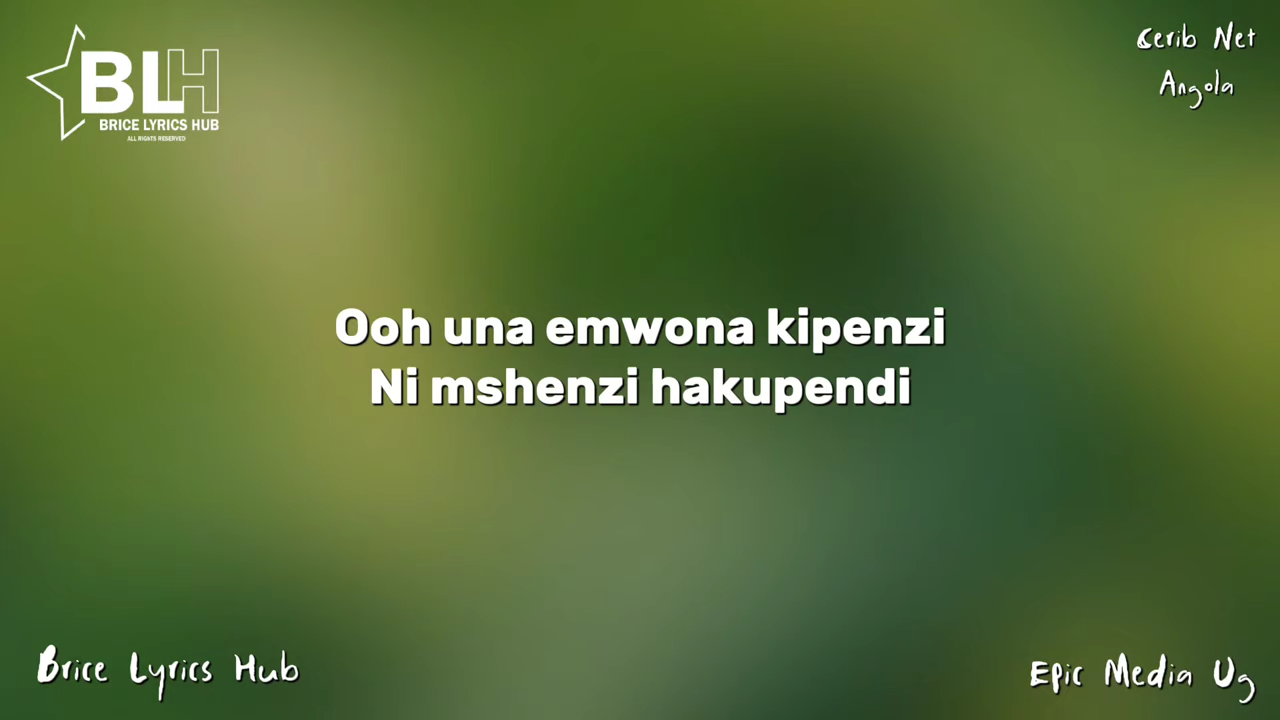 BLH
BRICE LYRICS HUB
ALL RIGHTS RESERVED
Cerib Net
Angola
Ooh una emwona kipenzi
Ni mshenzi hakupendi
Brice Lyrics Hub
Epic Media Ug